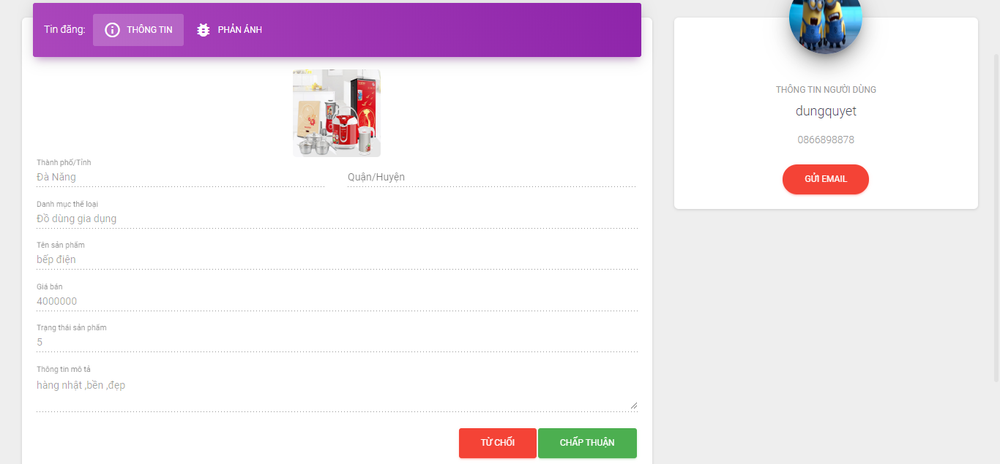 Tin đăng: THÔNG TIN PHẢN ÁNH
Thành phố/Tỉnh
Đà Nẵng
Quận/Huyện
Danh mục thể loại
Đồ dùng gia dụng
Tên sản phẩm
bếp điện
Giá bán
4000000
Trạng thái sản phẩm
5
Thông tin mô tả
hàng nhật ,bền ,đẹp
TỪ CHỐI CHẤP THUẬN
THÔNG TIN NGƯỜI DÙNG
dungquyet
0866898878
GỬI EMAIL